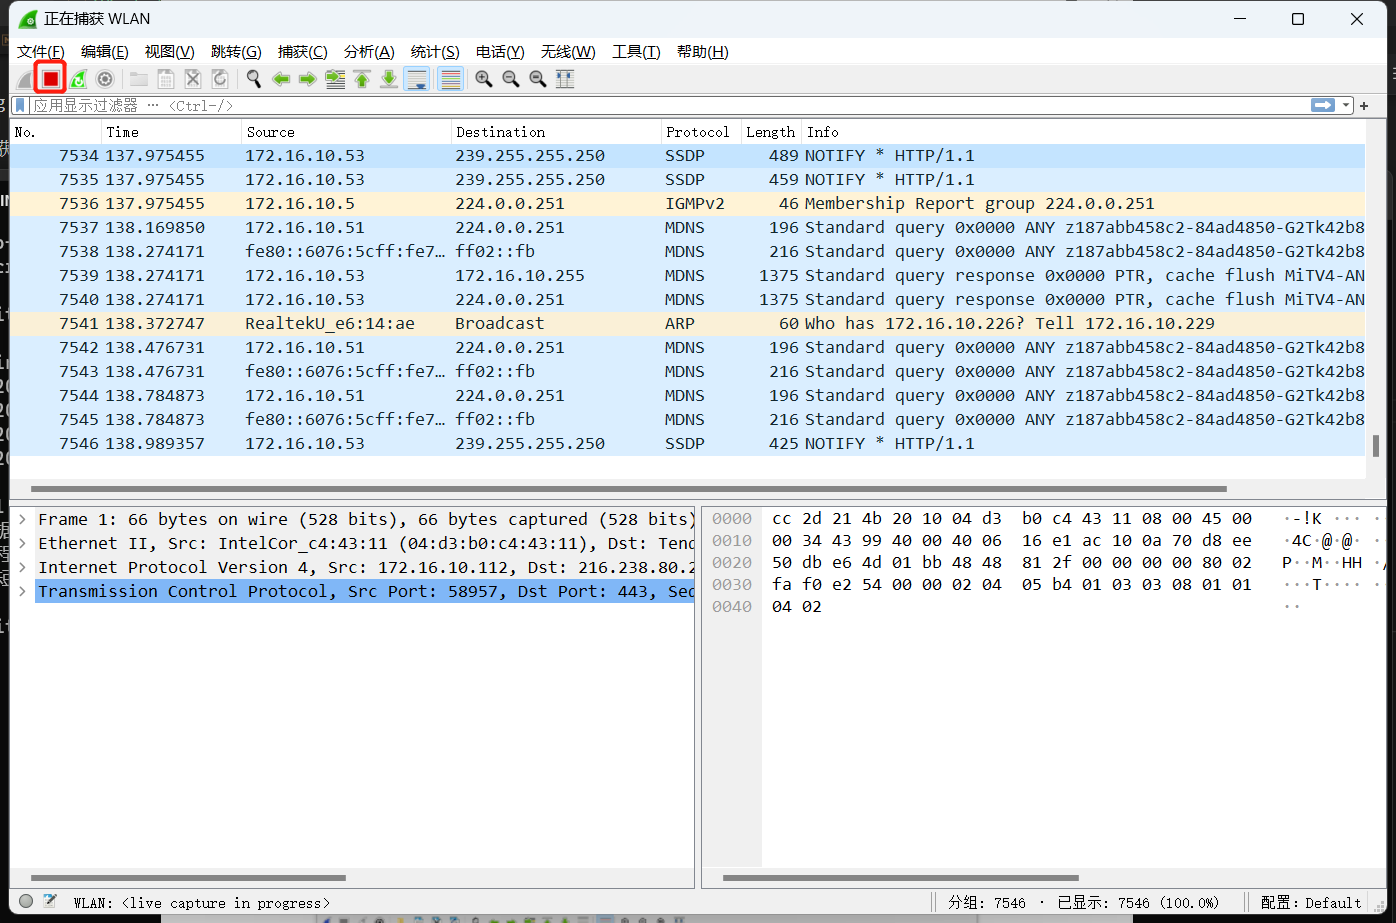 正在捕获 WLAN
文件(F) 编辑(E) 视图(V) 跳转(G) 捕获(C) 分析(A) 统计(S) 电话(Y) 无线(W) 工具(T) 帮助(H)
应用显示过滤器 … <Ctrl-/>
No. Time Source Destination Protocol Length Info
7534 137.975455 172.16.10.53 239.255.255.250 SSDP 489 NOTIFY * HTTP/1.1
7535 137.975455 172.16.10.53 239.255.255.250 SSDP 459 NOTIFY * HTTP/1.1
7536 137.975455 172.16.10.5 224.0.0.251 IGMPv2 46 Membership Report group 224.0.0.251
7537 138.169850 172.16.10.51 224.0.0.251 MDNS 196 Standard query 0x0000 ANY z187abb458c2-84ad4850-G2Tk42b8
7538 138.274171 fe80::6076:5cff:fe7… ff02::fb MDNS 216 Standard query 0x0000 ANY z187abb458c2-84ad4850-G2Tk42b8
7539 138.274171 172.16.10.53 172.16.10.255 MDNS 1375 Standard query response 0x0000 PTR, cache flush MiTV4-AN
7540 138.274171 172.16.10.53 224.0.0.251 MDNS 1375 Standard query response 0x0000 PTR, cache flush MiTV4-AN
7541 138.372747 RealtekU_e6:14:ae Broadcast ARP 60 Who has 172.16.10.226? Tell 172.16.10.229
7542 138.476731 172.16.10.51 224.0.0.251 MDNS 196 Standard query 0x0000 ANY z187abb458c2-84ad4850-G2Tk42b8
7543 138.476731 fe80::6076:5cff:fe7… ff02::fb MDNS 216 Standard query 0x0000 ANY z187abb458c2-84ad4850-G2Tk42b8
7544 138.784873 172.16.10.51 224.0.0.251 MDNS 196 Standard query 0x0000 ANY z187abb458c2-84ad4850-G2Tk42b8
7545 138.784873 fe80::6076:5cff:fe7… ff02::fb MDNS 216 Standard query 0x0000 ANY z187abb458c2-84ad4850-G2Tk42b8
7546 138.989357 172.16.10.53 239.255.255.250 SSDP 425 NOTIFY * HTTP/1.1
Frame 1: 66 bytes on wire (528 bits), 66 bytes captured (528 bits)
Ethernet II, Src: IntelCor_c4:43:11 (04:d3:b0:c4:43:11), Dst: Tend
Internet Protocol Version 4, Src: 172.16.10.112, Dst: 216.238.80.2
Transmission Control Protocol, Src Port: 58957, Dst Port: 443, Sec
0000 cc 2d 21 4b 20 10 04 d3 b0 c4 43 11 08 00 45 00 ·-!K ··· ·
0010 00 34 43 99 40 00 40 06 16 e1 ac 10 0a 70 d8 ee ·4C·@·@· ·
0020 50 db e6 4d 01 bb 48 48 81 2f 00 00 00 00 80 02 P··M··HH ·/
0030 fa f0 e2 54 00 00 02 04 05 b4 01 03 03 08 01 01 ···T···· ·
0040 04 02 ··
WLAN: <live capture in progress> 分组: 7546 · 已显示: 7546 (100.0%) 配置: Default